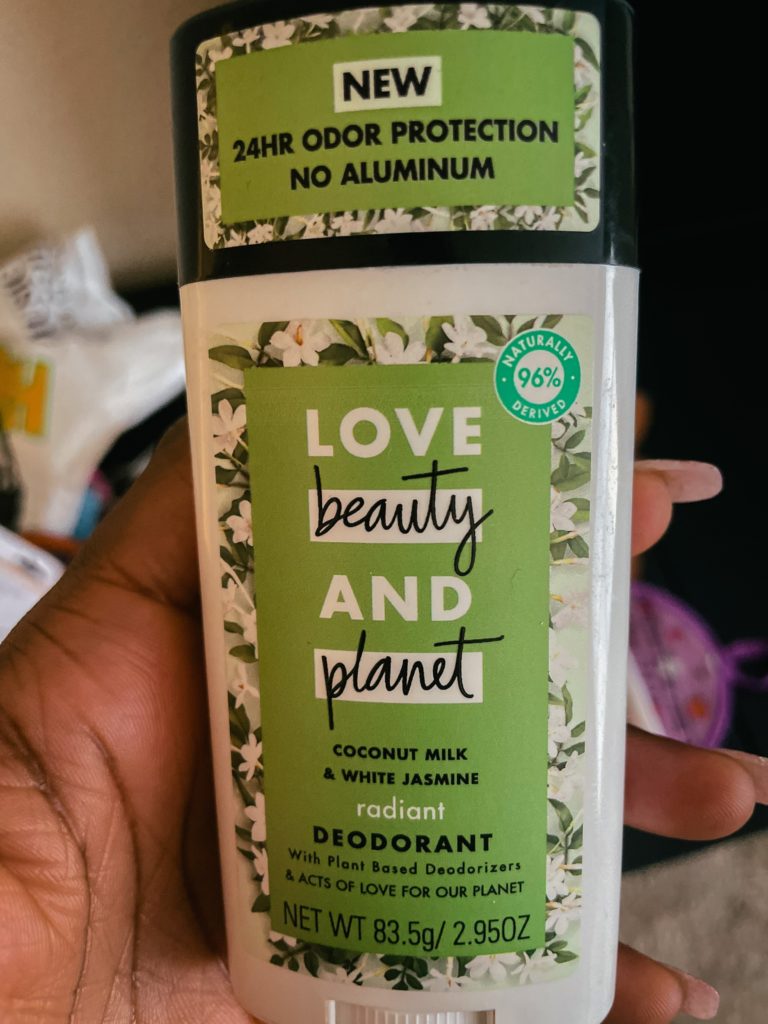 NEW
24HR ODOR PROTECTION
NO ALUMINUM
NATURALLY
96%
DERIVED
LOVE
beauty
AND
planet
COCONUT MILK
& WHITE JASMINE
radiant
DEODORANT
With Plant Based Deodorizers
& ACTS OF LOVE FOR OUR PLANET
NET WT 83.5g/ 2.95OZ